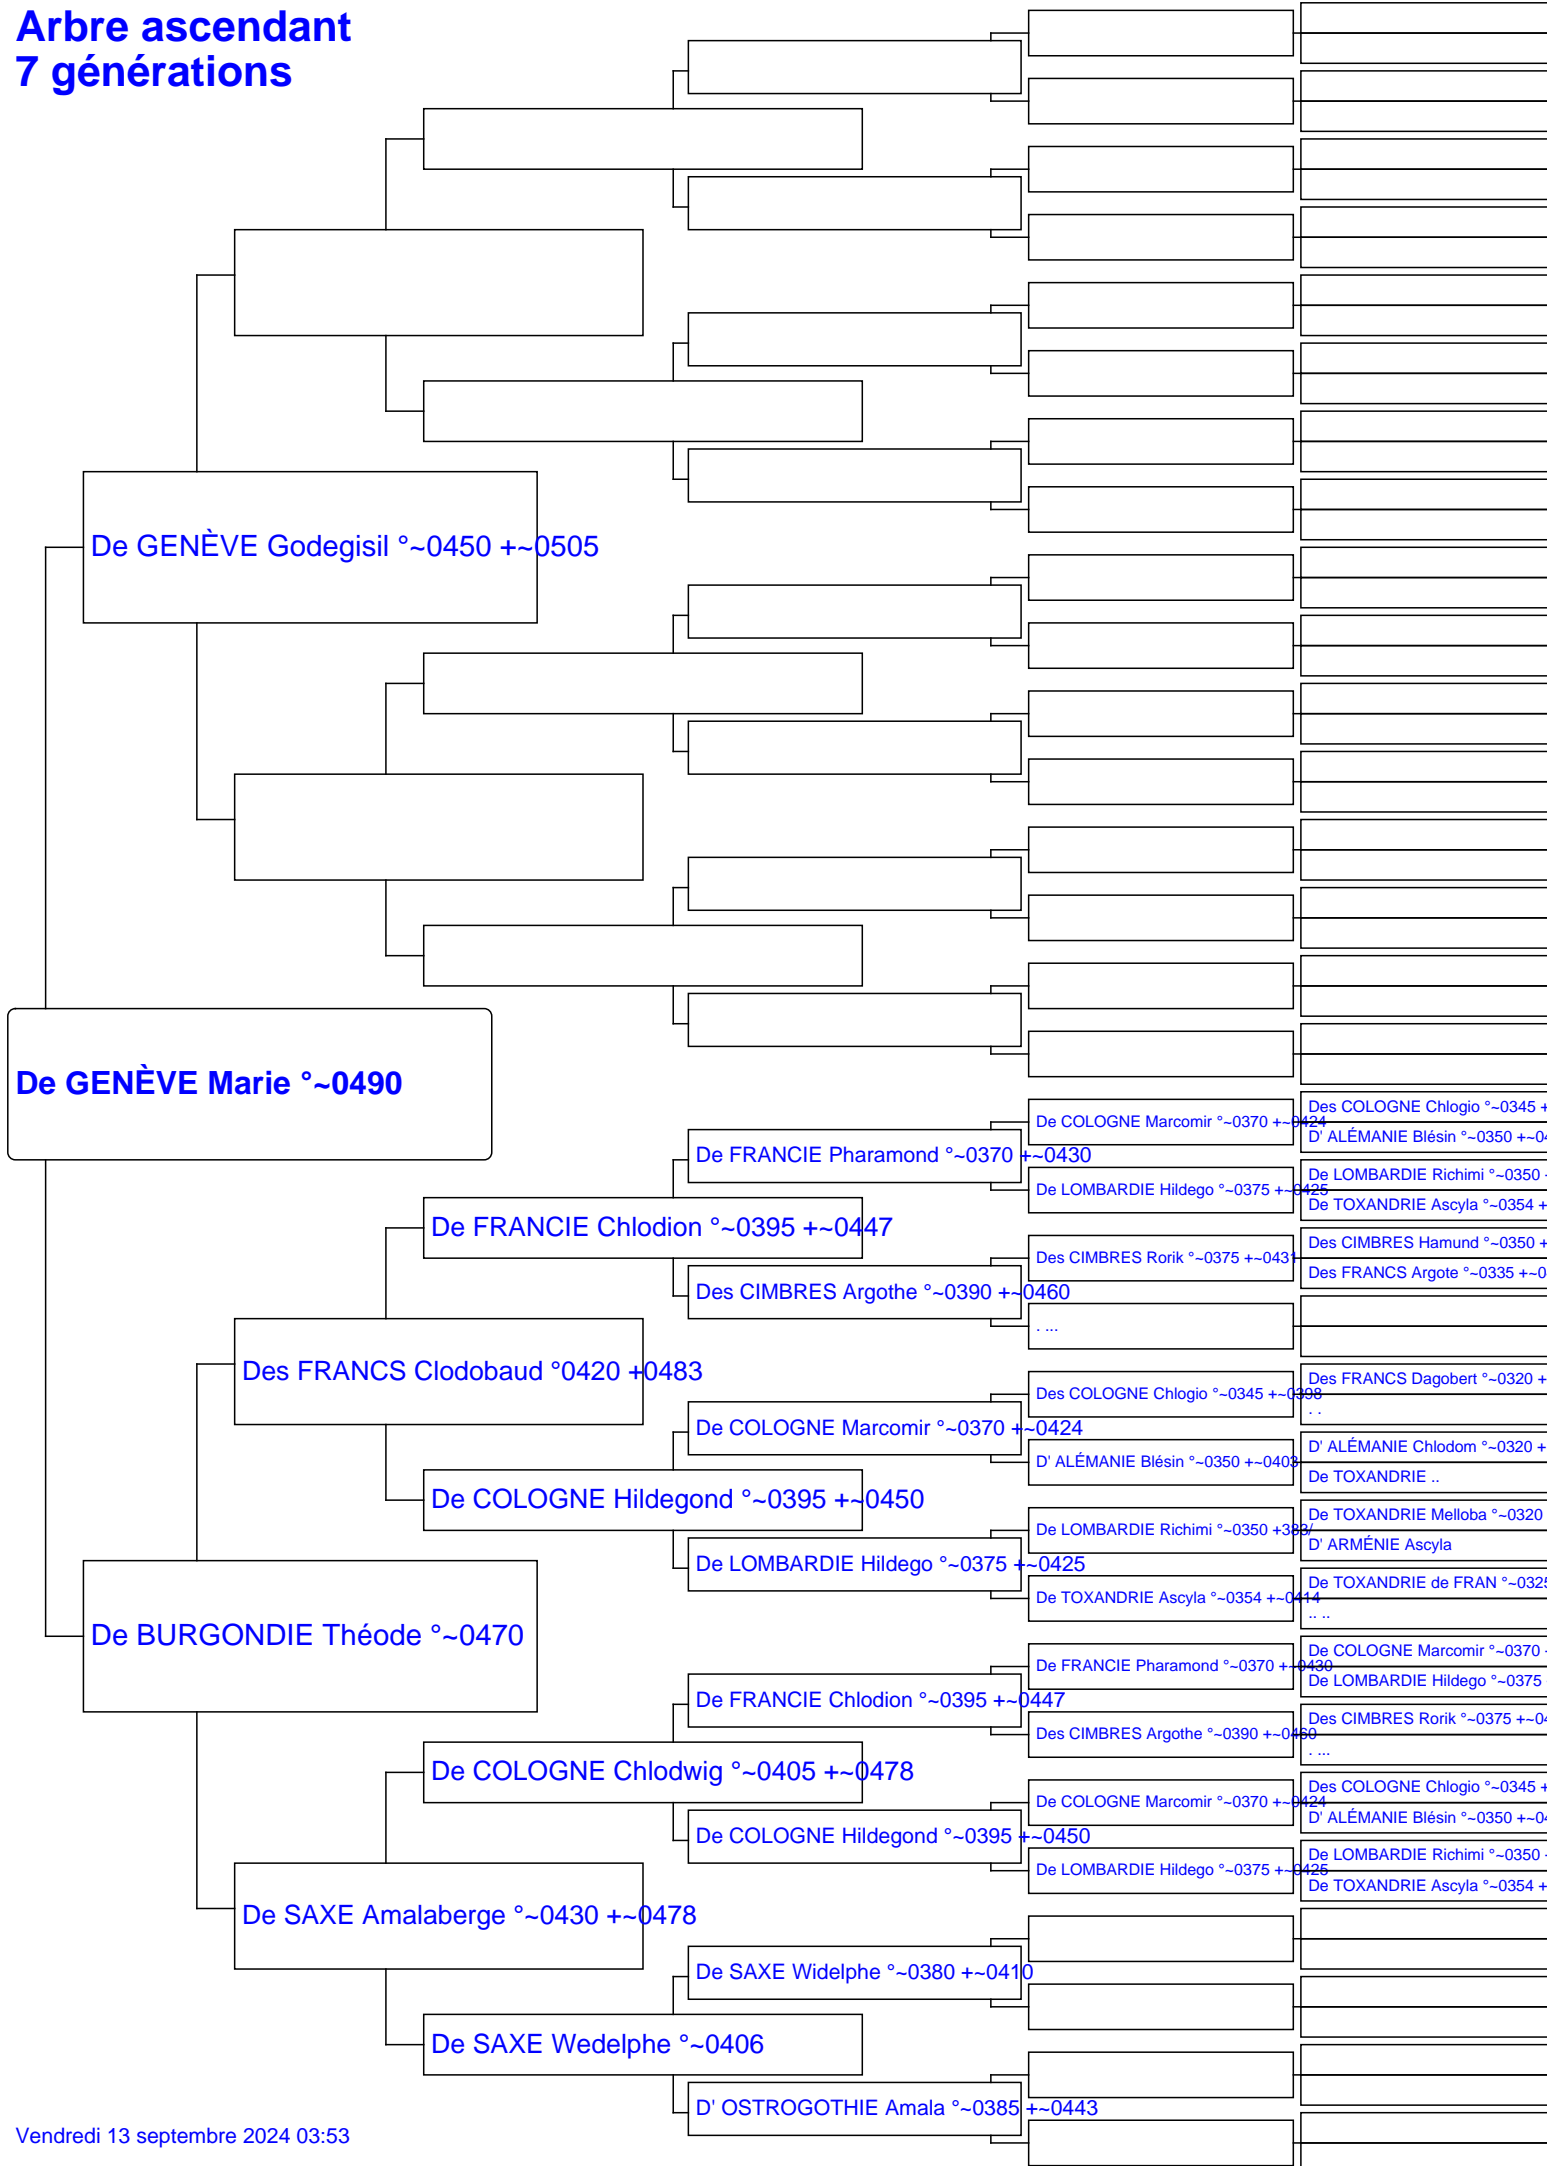 Arbre ascendant
7 générations
De GENÈVE Godegisil °~0450 +~0505
De GENÈVE Marie °~0490
Des COLOGNE Chlogio °~0345 +
De COLOGNE Marcomir °~0370 +~0424
D' ALÉMANIE Blésin °~0350 +~04
De FRANCIE Pharamond °~0370 +~0430
De LOMBARDIE Richimi °~0350
De LOMBARDIE Hildego °~0375 +~0425
De TOXANDRIE Ascyla °~0354 +
De FRANCIE Chlodion °~0395 +~0447
Des CIMBRES Hamund °~0350 +
Des CIMBRES Rorik °~0375 +~0431
Des FRANCS Argote °~0335 +~0
Des CIMBRES Argothe °~0390 +~0460
. ...
Des FRANCS Clodobaud °0420 +0483
Des FRANCS Dagobert °~0320 +
Des COLOGNE Chlogio °~0345 +~0398
. .
De COLOGNE Marcomir °~0370 +~0424
D' ALÉMANIE Chlodom °~0320 +
D' ALÉMANIE Blésin °~0350 +~0403
De TOXANDRIE ..
De COLOGNE Hildegond °~0395 +~0450
De TOXANDRIE Melloba °~0320
De LOMBARDIE Richimi °~0350 +383/
D' ARMÉNIE Ascyla
De LOMBARDIE Hildego °~0375 +~0425
De TOXANDRIE de FRAN °~0325
De TOXANDRIE Ascyla °~0354 +~0414
.. ..
De BURGONDIE Théode °~0470
De COLOGNE Marcomir °~0370
De FRANCIE Pharamond °~0370 +~0430
De LOMBARDIE Hildego °~0375
De FRANCIE Chlodion °~0395 +~0447
Des CIMBRES Rorik °~0375 +~04
Des CIMBRES Argothe °~0390 +~0460
. ...
De COLOGNE Chlodwig °~0405 +~0478
Des COLOGNE Chlogio °~0345 +
De COLOGNE Marcomir °~0370 +~0424
D' ALÉMANIE Blésin °~0350 +~04
De COLOGNE Hildegond °~0395 +~0450
De LOMBARDIE Richimi °~0350
De LOMBARDIE Hildego °~0375 +~0425
De TOXANDRIE Ascyla °~0354 +
De SAXE Amalaberge °~0430 +~0478
De SAXE Widelphe °~0380 +~0410
De SAXE Wedelphe °~0406
D' OSTROGOTHIE Amala °~0385 +~0443
Vendredi 13 septembre 2024 03:53